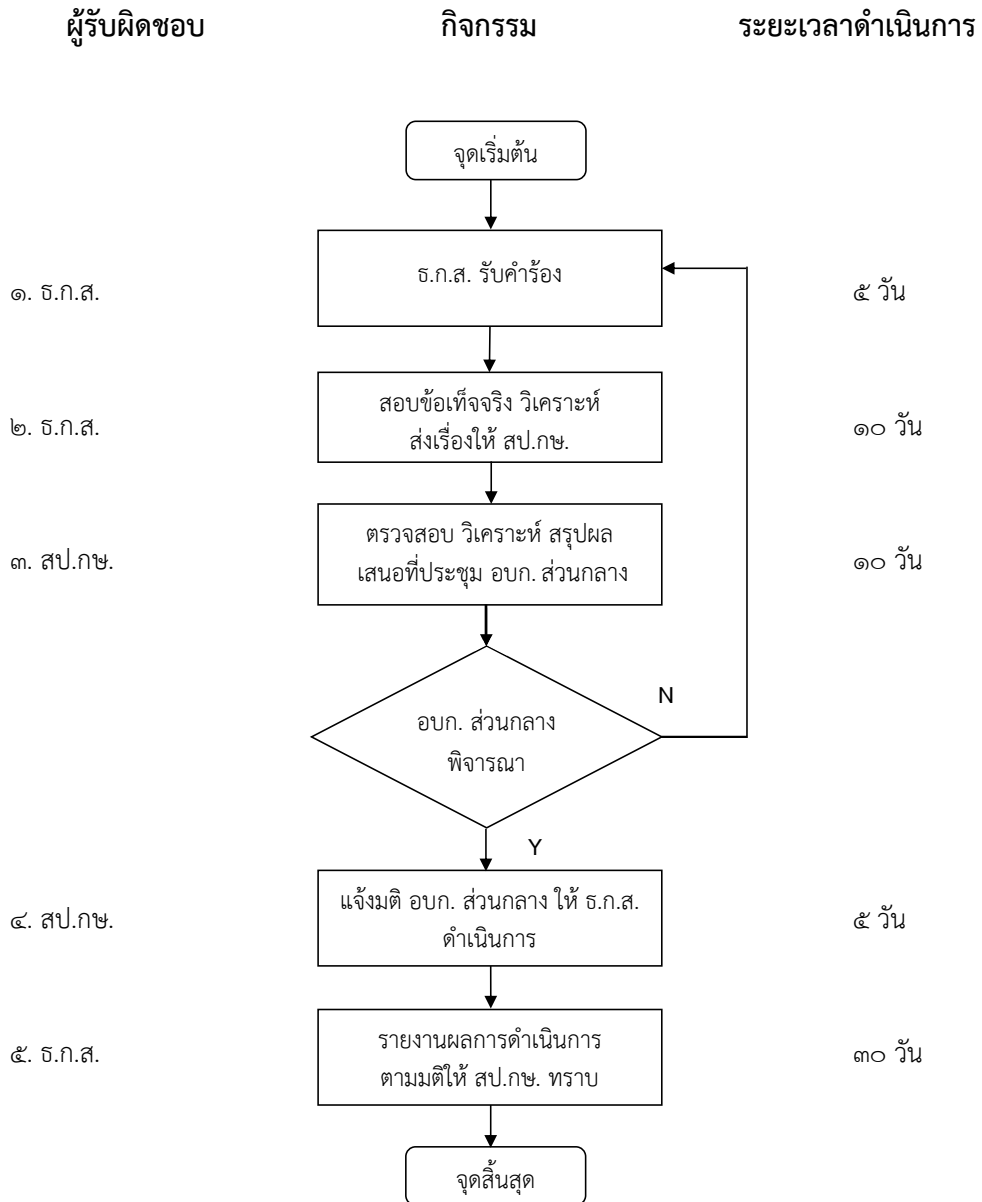 ผู้รับผิดชอบ กิจกรรม ระยะเวลาดำเนินการ
จุดเริ่มต้น
๑. ธ.ก.ส. ธ.ก.ส. รับคำร้อง ๕ วัน
สอบข้อเท็จจริง วิเคราะห์
ส่งเรื่องให้ สป.กษ.
๒. ธ.ก.ส. ๑๐ วัน
ตรวจสอบ วิเคราะห์ สรุปผล
เสนอที่ประชุม อบก. ส่วนกลาง
๓. สป.กษ. ๑๐ วัน
N
อบก. ส่วนกลาง
พิจารณา
Y
แจ้งมติ อบก. ส่วนกลาง ให้ ธ.ก.ส.
ดำเนินการ
๔. สป.กษ. ๕ วัน
รายงานผลการดำเนินการ
ตามมติให้ สป.กษ. ทราบ
๕. ธ.ก.ส. ๓๐ วัน
จุดสิ้นสุด